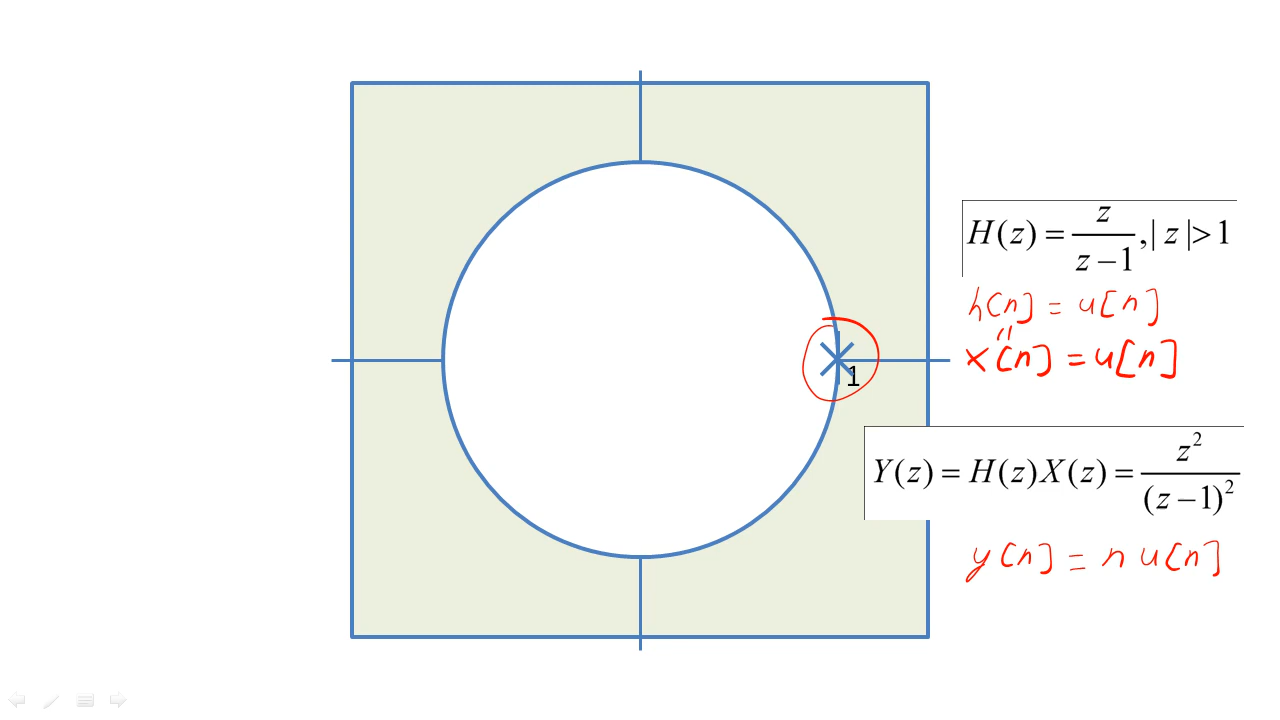 H(z) = z/(z−1), |z|>1
h[n] = u[n]
"
x[n] = u[n]
1
Y(z) = H(z)X(z) = z²/(z−1)²
y[n] = n u[n]